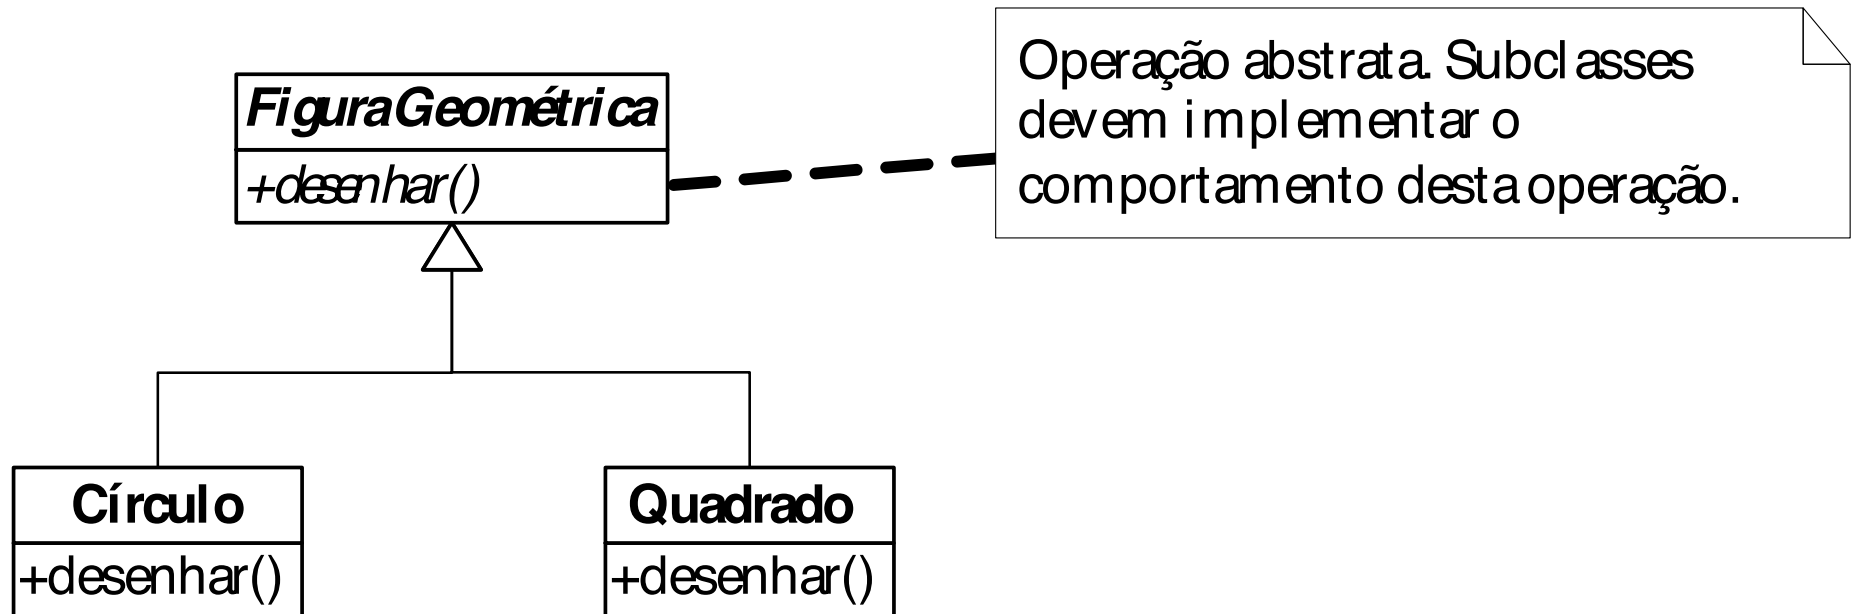 FiguraGeométrica
+desenhar()
Operação abstrata. Subclasses
devem implementar o
comportamento desta operação.
Círculo
+desenhar()
Quadrado
+desenhar()